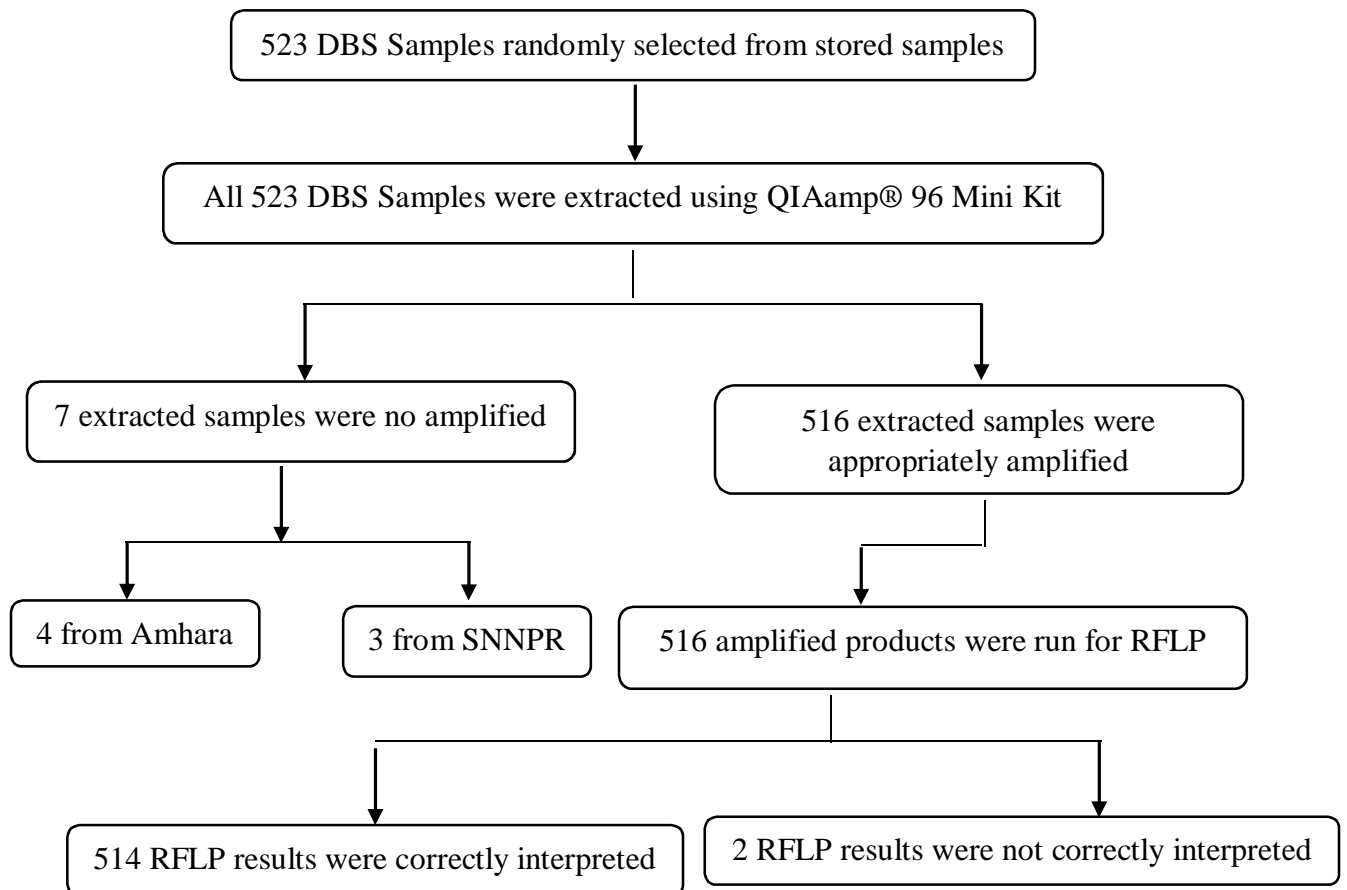 523 DBS Samples randomly selected from stored samples
All 523 DBS Samples were extracted using QIAamp® 96 Mini Kit
7 extracted samples were no amplified
516 extracted samples were
appropriately amplified
4 from Amhara
3 from SNNPR
516 amplified products were run for RFLP
514 RFLP results were correctly interpreted
2 RFLP results were not correctly interpreted